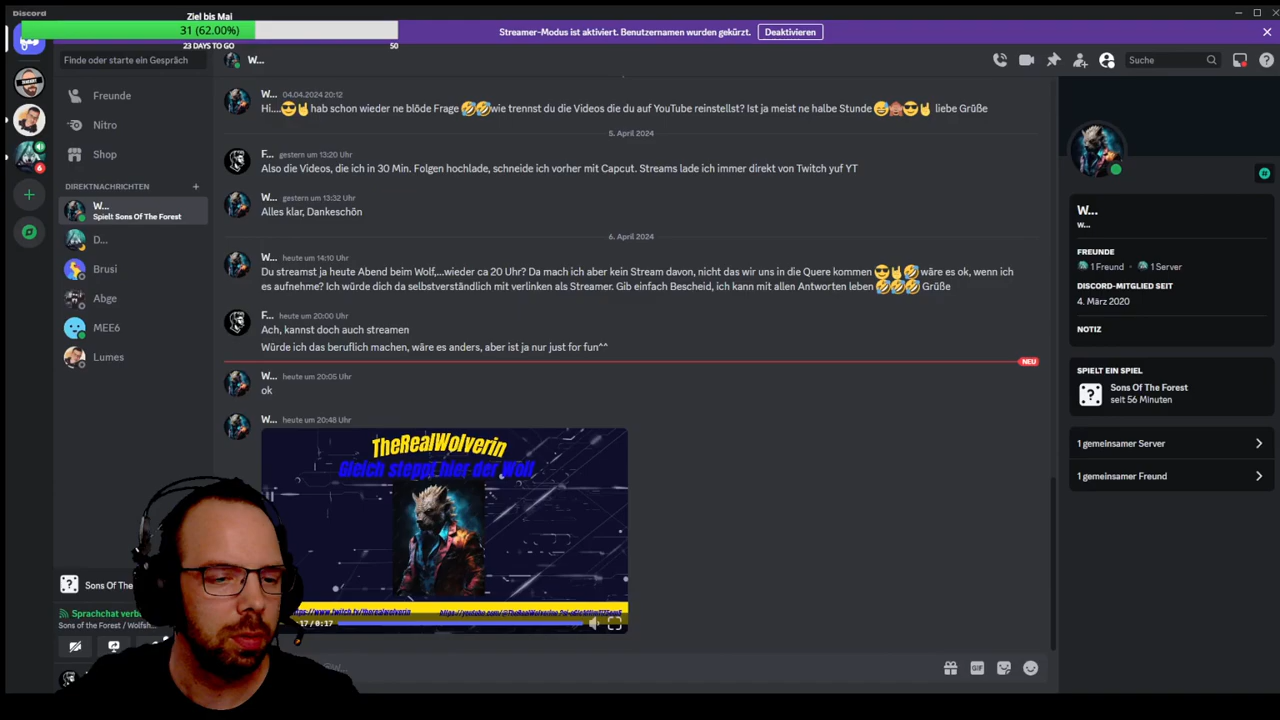 Discord
Ziel bis Mai
31 (62.00%)
23 DAYS TO GO
50
Streamer-Modus ist aktiviert. Benutzernamen wurden gekürzt.
Deaktivieren
Finde oder starte ein Gespräch
W...
Suche
Freunde
Nitro
Shop
DIREKTNACHRICHTEN
W...
Spielt Sons Of The Forest
D...
Brusi
Abge
MEE6
Lumes
6
W...
04.04.2024 20:12
Hi...😎🤘hab schon wieder ne blöde Frage 🤣🤣wie trennst du die Videos die du auf YouTube reinstellst? Ist ja meist ne halbe Stunde 😅🙈😎🤘 liebe Grüße
5. April 2024
F...
gestern um 13:20 Uhr
Also die Videos, die ich in 30 Min. Folgen hochlade, schneide ich vorher mit Capcut. Streams lade ich immer direkt von Twitch yuf YT
W...
gestern um 13:32 Uhr
Alles klar, Dankeschön
6. April 2024
W...
heute um 14:10 Uhr
Du streamst ja heute Abend beim Wolf,...wieder ca 20 Uhr? Da mach ich aber kein Stream davon, nicht das wir uns in die Quere kommen 😎🤘🤣 wäre es ok, wenn ich
es aufnehme? Ich würde dich da selbstverständlich mit verlinken als Streamer. Gib einfach Bescheid, ich kann mit allen Antworten leben 🤣🤣🤣 Grüße
F...
heute um 20:00 Uhr
Ach, kannst doch auch streamen
Würde ich das beruflich machen, wäre es anders, aber ist ja nur just for fun^^
NEU
W...
heute um 20:05 Uhr
ok
W...
heute um 20:48 Uhr
TheRealWolverin
Gleich steppt hier der Wolf
https://www.twitch.tv/therealwolverin
17 / 0:17
GIF
Sons Of The
Sprachchat verb
Sons of the Forest / Wolfsh
W...
w...
FREUNDE
1 Freund
1 Server
DISCORD-MITGLIED SEIT
4. März 2020
NOTIZ
SPIELT EIN SPIEL
Sons Of The Forest
seit 56 Minuten
1 gemeinsamer Server
1 gemeinsamer Freund